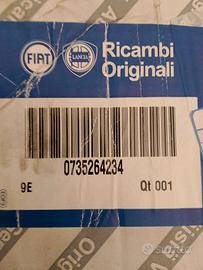 FIAT
LANCIA
Ricambi
Originali
0735264234
9E
Qt 001